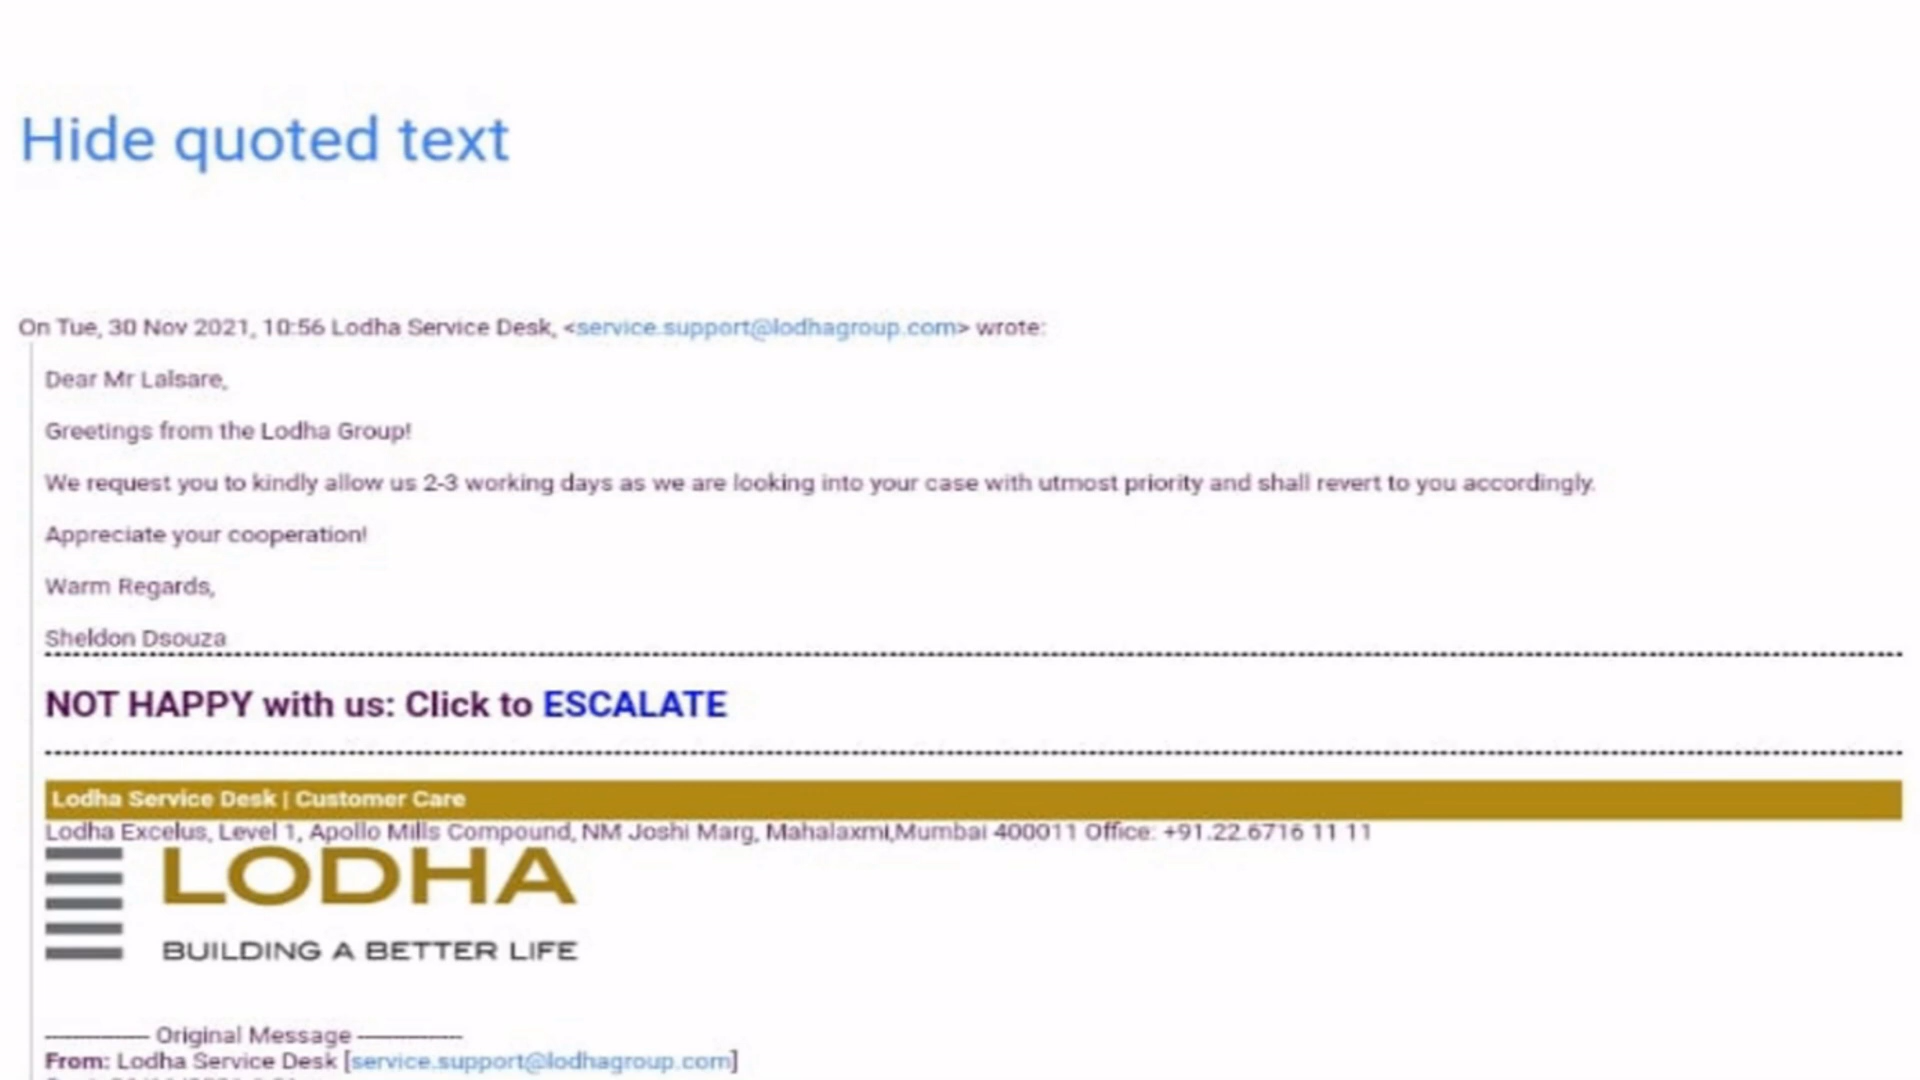 Hide quoted text
On Tue, 30 Nov 2021, 10:56 Lodha Service Desk, <service.support@lodhagroup.com> wrote:
Dear Mr Lalsare,
Greetings from the Lodha Group!
We request you to kindly allow us 2-3 working days as we are looking into your case with utmost priority and shall revert to you accordingly.
Appreciate your cooperation!
Warm Regards,
Sheldon Dsouza
NOT HAPPY with us: Click to ESCALATE
Lodha Service Desk | Customer Care
Lodha Excelus, Level 1, Apollo Mills Compound, NM Joshi Marg, Mahalaxmi,Mumbai 400011 Office: +91.22.6716 11 11
LODHA
BUILDING A BETTER LIFE
--------------- Original Message ---------------
From: Lodha Service Desk [service.support@lodhagroup.com]